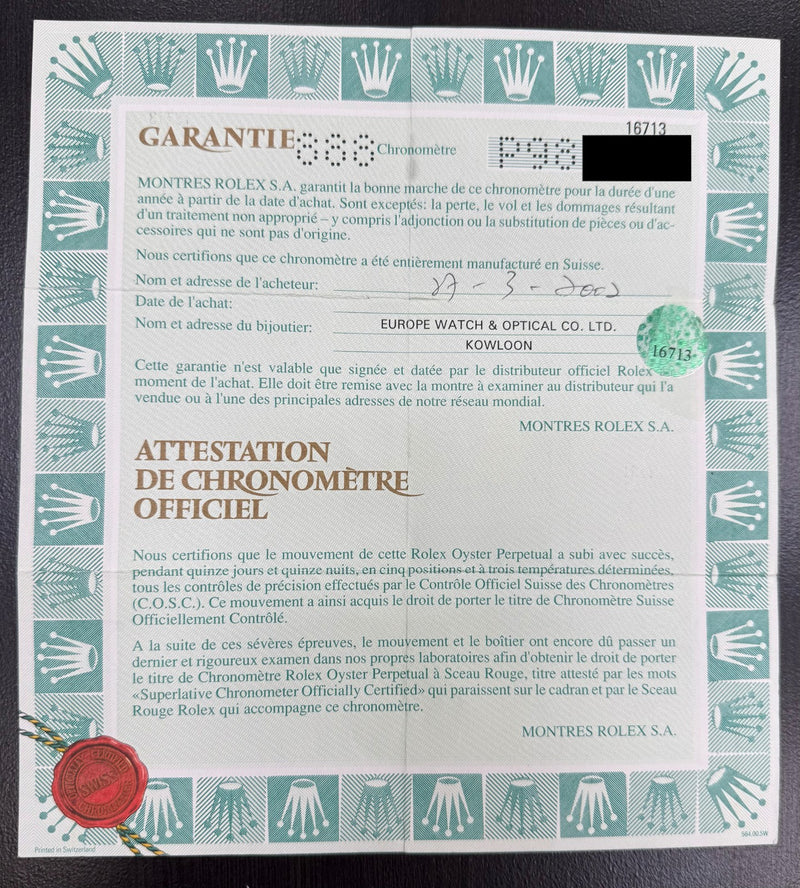 16713
GARANTIE 888 Chronomètre P98
MONTRES ROLEX S.A. garantit la bonne marche de ce chronomètre pour la durée d'une
année à partir de la date d'achat. Sont exceptés: la perte, le vol et les dommages résultant
d'un traitement non approprié – y compris l'adjonction ou la substitution de pièces ou d'ac-
cessoires qui ne sont pas d'origine.
Nous certifions que ce chronomètre a été entièrement manufacturé en Suisse.
Nom et adresse de l'acheteur:
27-3-2002
Date de l'achat:
Nom et adresse du bijoutier: EUROPE WATCH & OPTICAL CO. LTD.
KOWLOON
16713
Cette garantie n'est valable que signée et datée par le distributeur officiel Rolex
moment de l'achat. Elle doit être remise avec la montre à examiner au distributeur qui l'a
vendue ou à l'une des principales adresses de notre réseau mondial.
MONTRES ROLEX S.A.
ATTESTATION
DE CHRONOMÈTRE
OFFICIEL
Nous certifions que le mouvement de cette Rolex Oyster Perpetual a subi avec succès,
pendant quinze jours et quinze nuits, en cinq positions et à trois températures déterminées,
tous les contrôles de précision effectués par le Contrôle Officiel Suisse des Chronomètres
(C.O.S.C.). Ce mouvement a ainsi acquis le droit de porter le titre de Chronomètre Suisse
Officiellement Contrôlé.
A la suite de ces sévères épreuves, le mouvement et le boîtier ont encore dû passer un
dernier et rigoureux examen dans nos propres laboratoires afin d'obtenir le droit de porter
le titre de Chronomètre Rolex Oyster Perpetual à Sceau Rouge, titre attesté par les mots
«Superlative Chronometer Officially Certified» qui paraissent sur le cadran et par le Sceau
Rouge Rolex qui accompagne ce chronomètre.
MONTRES ROLEX S.A.
SWISS
Printed in Switzerland
564.00.SW